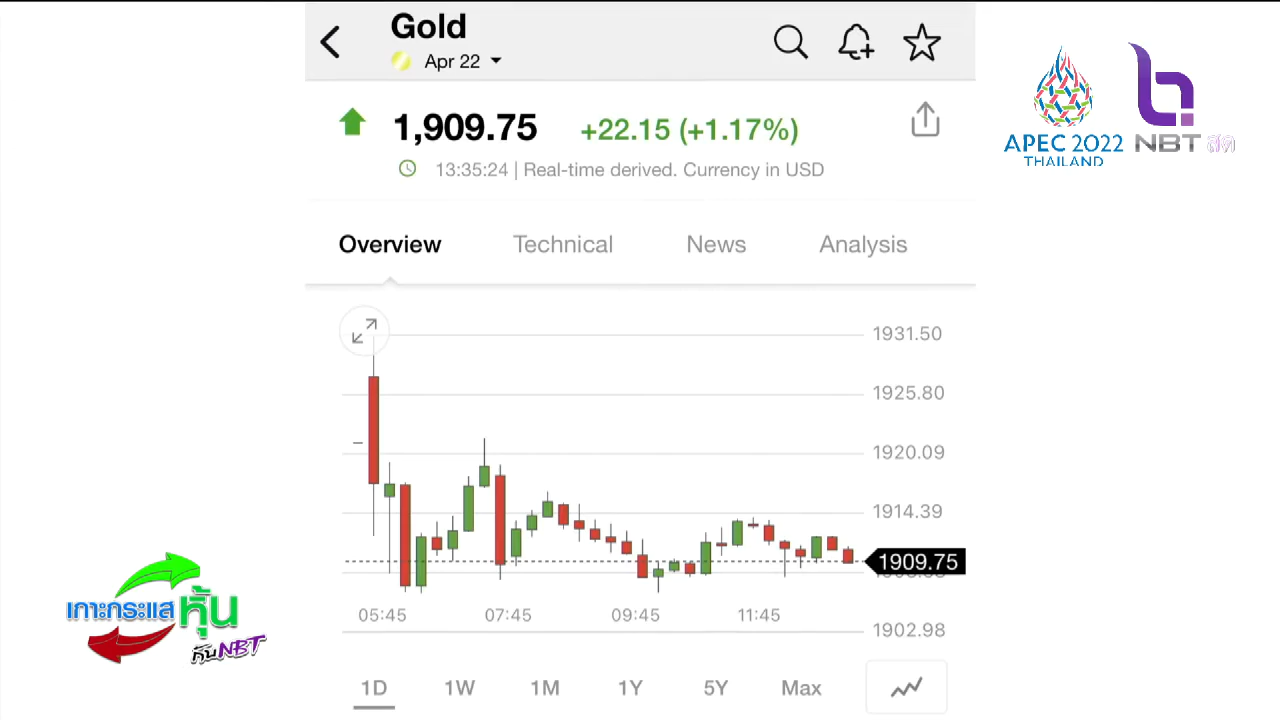 Gold
Apr 22
1,909.75 +22.15 (+1.17%)
13:35:24 | Real-time derived. Currency in USD
APEC 2022
THAILAND
NBT สด
Overview Technical News Analysis
1931.50
1925.80
1920.09
1914.39
1909.75
1902.98
05:45 07:45 09:45 11:45
1D 1W 1M 1Y 5Y Max
เกาะกระแส
หุ้น
กับNBT